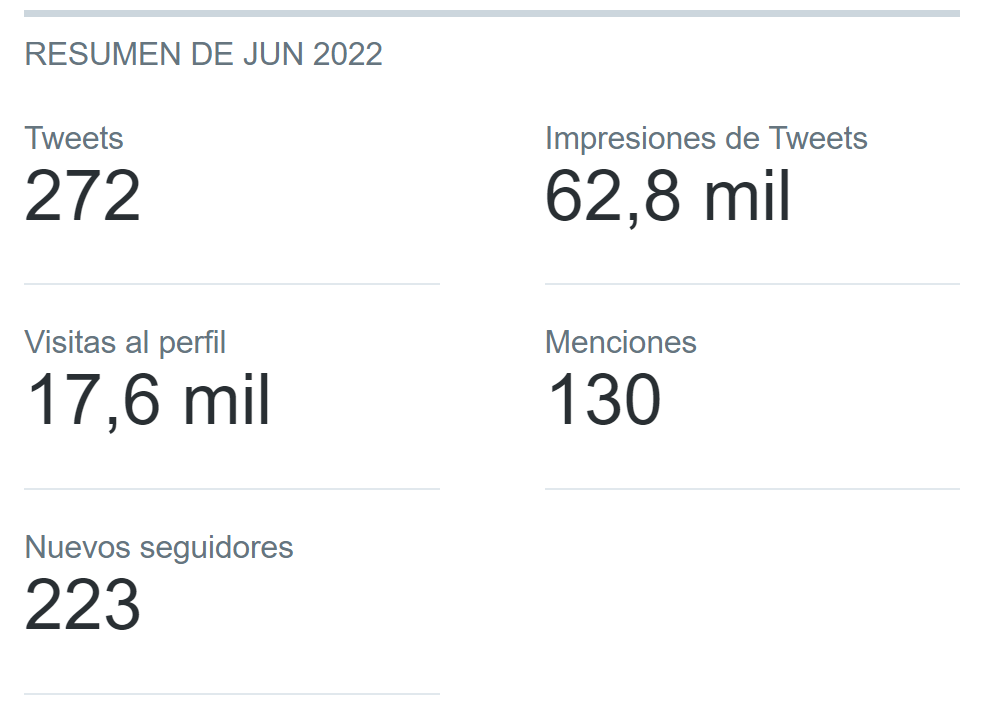 RESUMEN DE JUN 2022
Tweets
272
Impresiones de Tweets
62,8 mil
Visitas al perfil
17,6 mil
Menciones
130
Nuevos seguidores
223